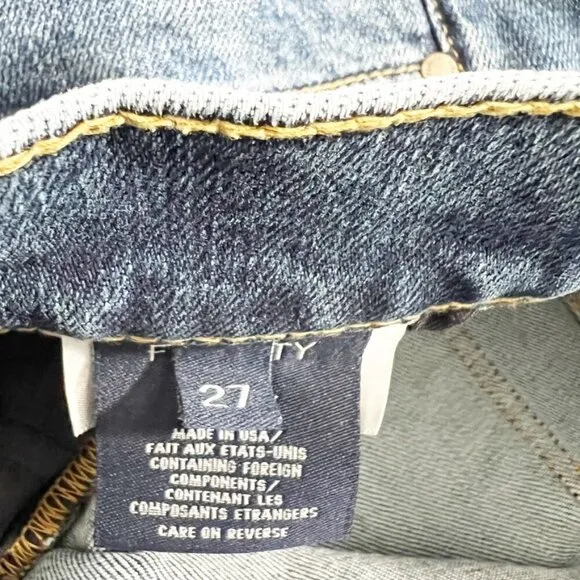 27
MADE IN USA/
FAIT AUX ETATS-UNIS
CONTAINING FOREIGN
COMPONENTS/
CONTENANT LES
COMPOSANTS ETRANGERS
CARE ON REVERSE